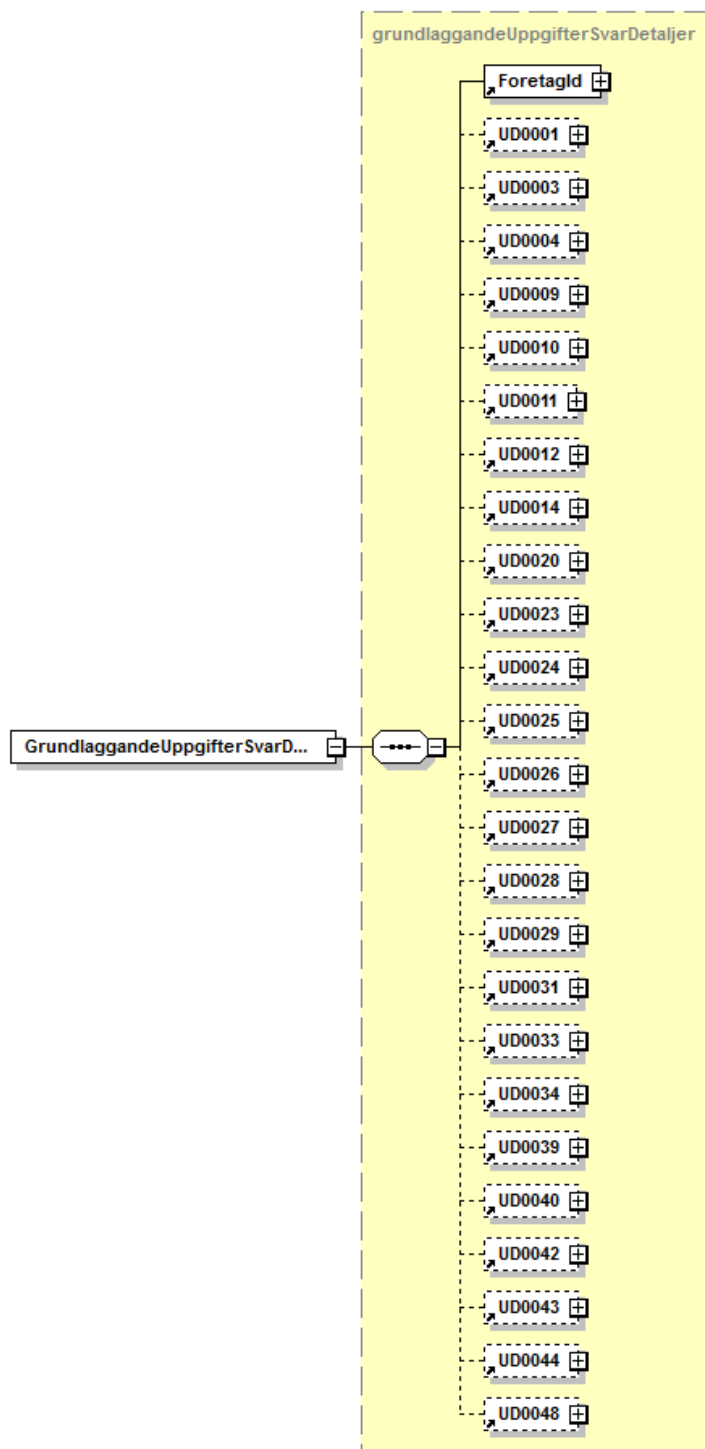 grundlaggandeUppgifterSvarDetaljer
ForetagId
UD0001
UD0003
UD0004
UD0009
UD0010
UD0011
UD0012
UD0014
UD0020
UD0023
UD0024
UD0025
GrundlaggandeUppgifterSvarD...
UD0026
UD0027
UD0028
UD0029
UD0031
UD0033
UD0034
UD0039
UD0040
UD0042
UD0043
UD0044
UD0048